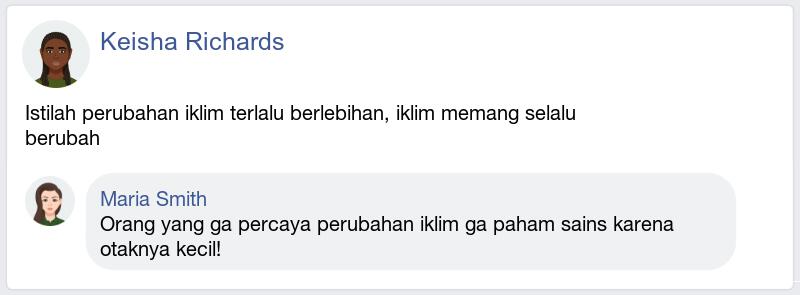 Keisha Richards
Istilah perubahan iklim terlalu berlebihan, iklim memang selalu
berubah
Maria Smith
Orang yang ga percaya perubahan iklim ga paham sains karena
otaknya kecil!